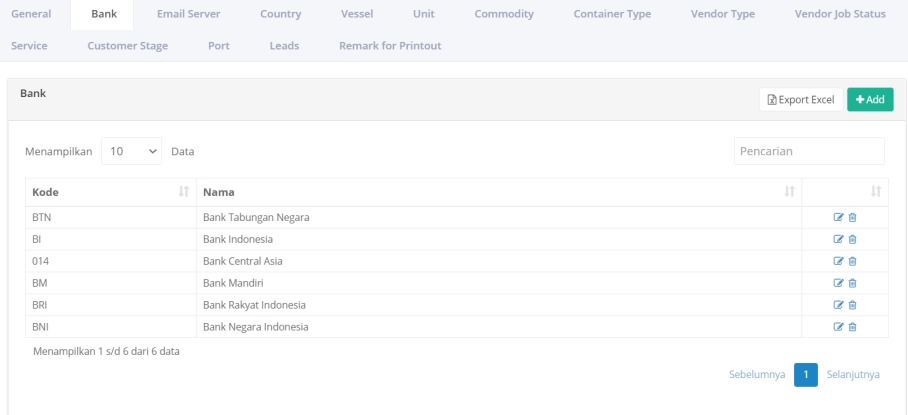 General Bank Email Server Country Vessel Unit Commodity Container Type Vendor Type Vendor Job Status
Service Customer Stage Port Leads Remark for Printout
Bank
Export Excel Add
Menampilkan 10 Data Pencarian
Kode Nama
BTN Bank Tabungan Negara
BI Bank Indonesia
014 Bank Central Asia
BM Bank Mandiri
BRI Bank Rakyat Indonesia
BNI Bank Negara Indonesia
Menampilkan 1 s/d 6 dari 6 data
Sebelumnya 1 Selanjutnya